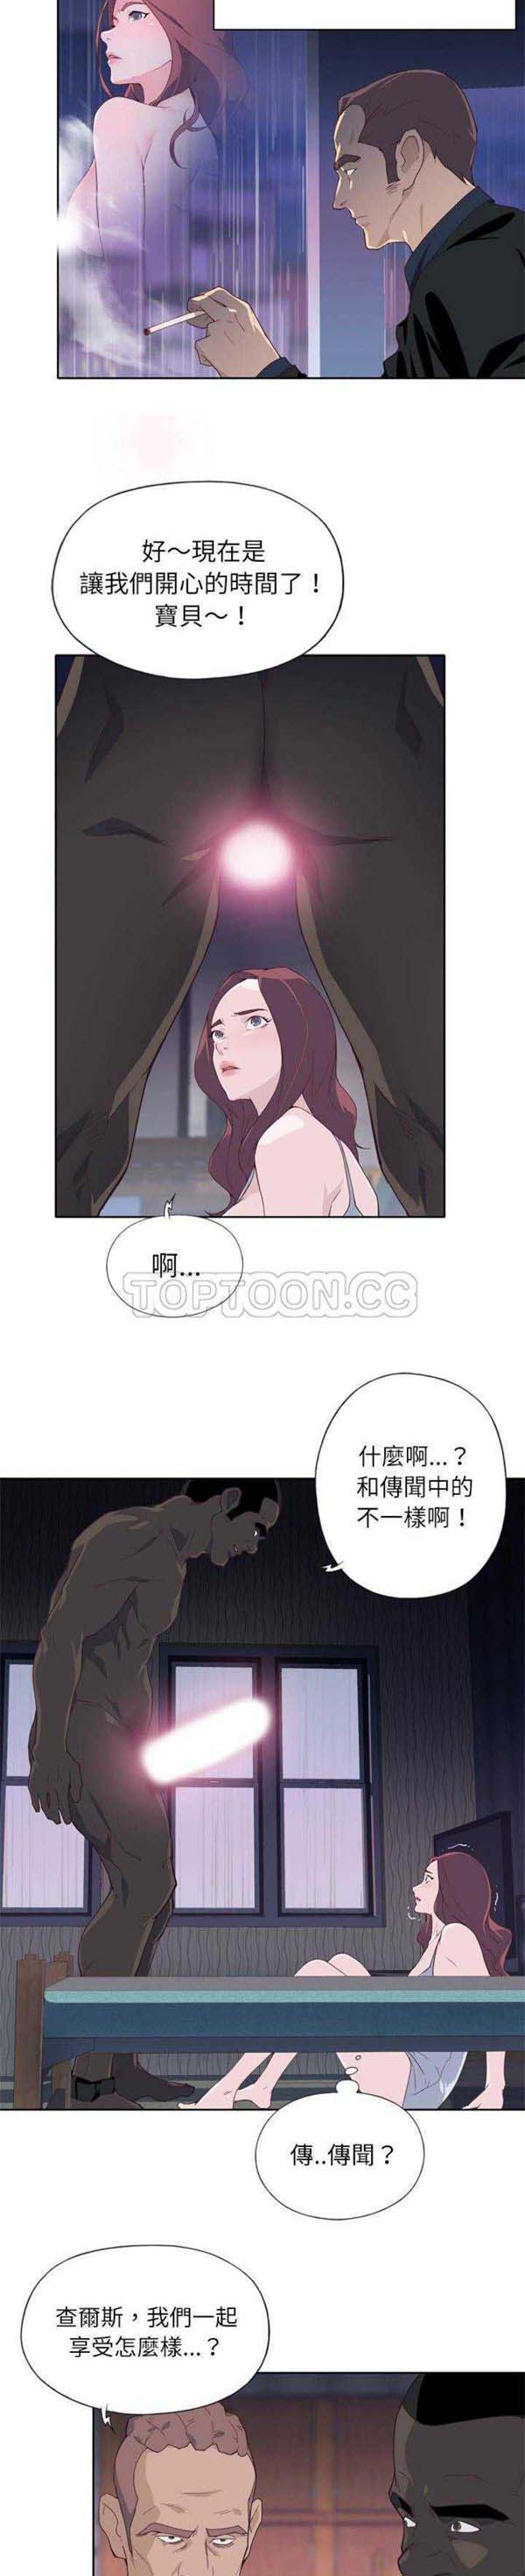 好～現在是
讓我們開心的時間了！
寶貝～！
啊...
TOPTOON.CC
什麼啊...？
和傳聞中的
不一樣啊！
傳..傳聞？
查爾斯，我們一起
享受怎麼樣...？